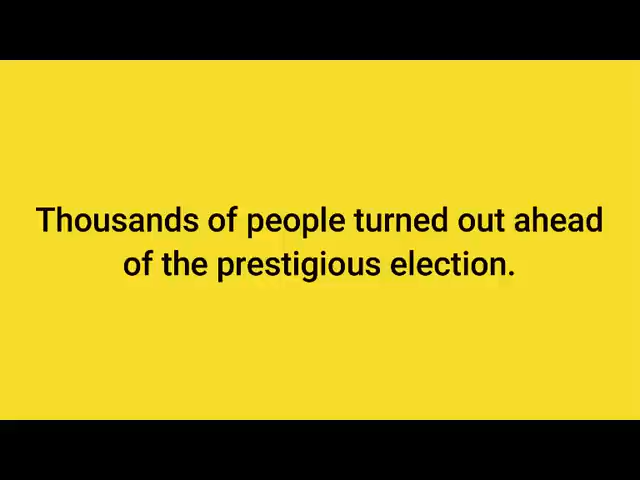 Thousands of people turned out ahead
of the prestigious election.